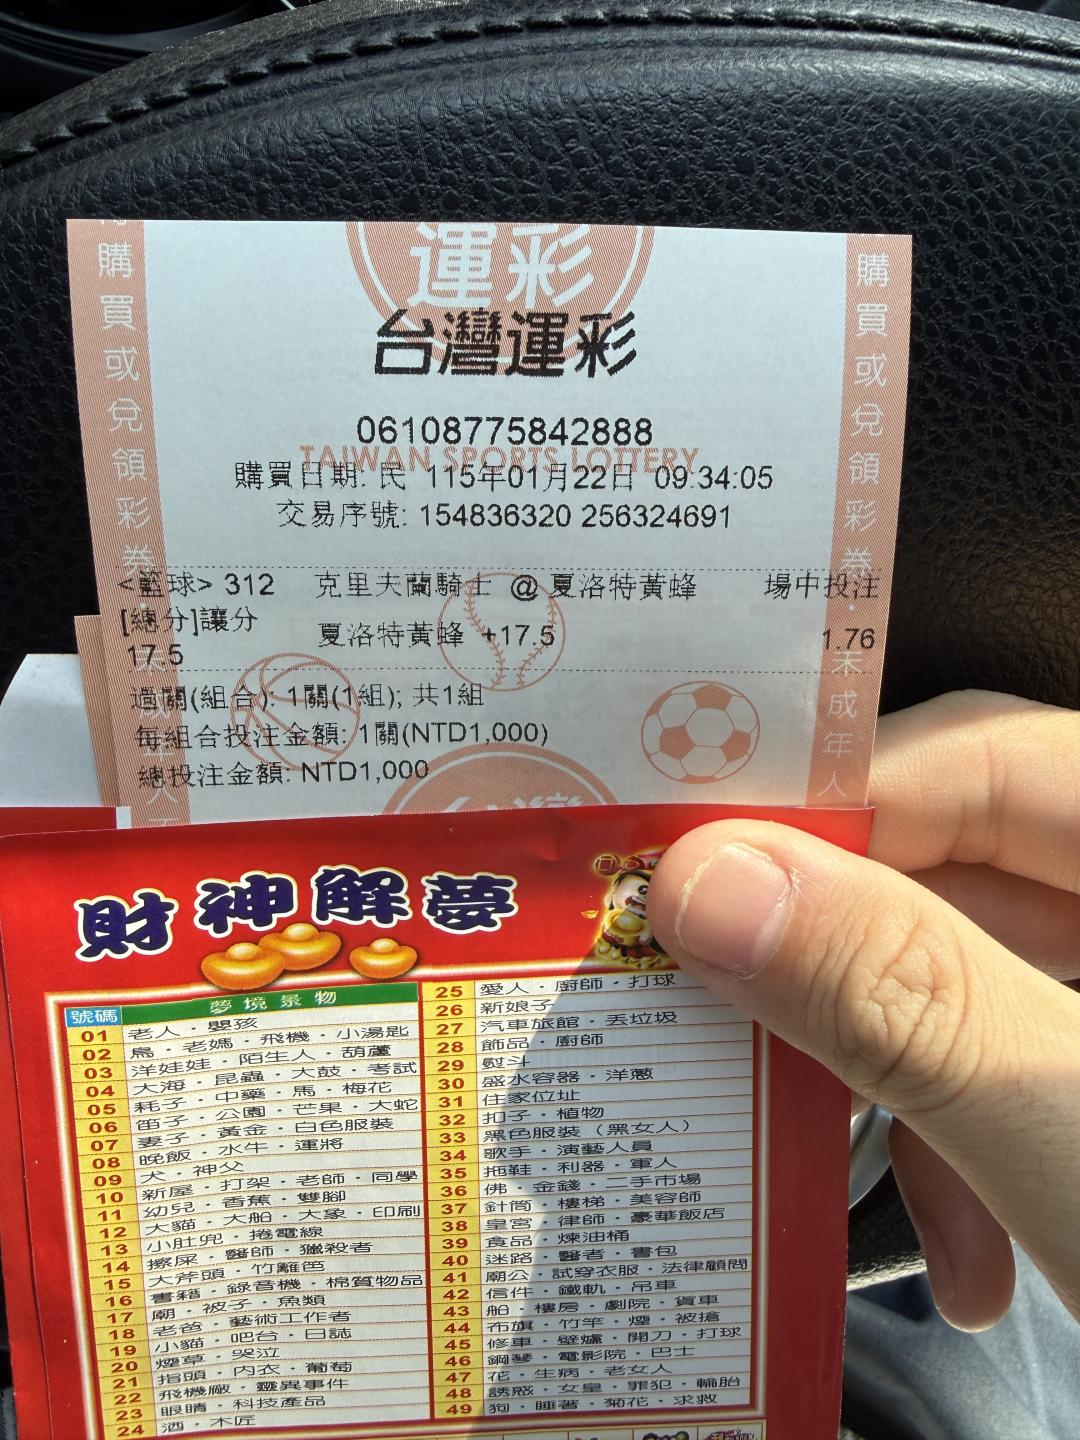 運彩
台灣運彩
06108775842888
TAIWAN SPORTS LOTTERY
購買日期: 民 115年01月22日 09:34:05
交易序號: 154836320 256324691
<籃球> 312 克里夫蘭騎士 @ 夏洛特黃蜂 場中投注
[總分]讓分
夏洛特黃蜂 +17.5 1.76
17.5
過關(組合): 1關(1組); 共1組
每組合投注金額: 1關(NTD1,000)
總投注金額: NTD1,000
購買或兌領彩券
未
人
購買或兌領彩券.未成年人
台灣
財神解夢
號碼 夢境景物
01 老人·嬰孩
02 鳥·老媽·飛機·小湯匙
03 洋娃娃·陌生人·葫蘆
04 大海·昆蟲·大鼓·考試
05 耗子·中藥·馬·梅花
06 笛子·公園·芒果·大蛇
07 妻子·黃金·白色服裝
08 晚飯·水牛·運將
09 犬·神父
10 新屋·打架·老師·同學
11 幼兒·香蕉·雙腳
12 大貓·大船·大象·印刷
13 小肚兜·捲電線
14 擦屎·醫師·獵殺者
15 大斧頭·竹籬笆
16 書籍·錄音機·棉質物品
17 廟·被子·魚類
18 老爸·藝術工作者
19 小貓·吧台·日誌
20 煙草·哭泣
21 指頭·內衣·葡萄
22 飛機廠·靈異事件
23 眼睛·科技產品
24 酒·木匠
25 愛人·廚師·打球
26 新娘子
27 汽車旅館·丟垃圾
28 飾品·廚師
29 熨斗
30 盛水容器·洋蔥
31 住家位址
32 扣子·植物
33 黑色服裝（黑女人）
34 歌手·演藝人員
35 拖鞋·利器·軍人
36 佛·金錢·二手市場
37 針筒·樓梯·美容師
38 皇宮·律師·豪華飯店
39 食品·煉油桶
40 迷路·醫者·書包
41 廟公·試穿衣服·法律顧問
42 信件·鐵軌·吊車
43 船·樓房·劇院·貨車
44 布旗·竹竿·煙·被搶
45 修車·壁爐·開刀·打球
46 鋼琴·電影院·巴士
47 花·生病·老女人
48 誘惑·女皇·罪犯·輪胎
49 狗·睡著·菊花·求救